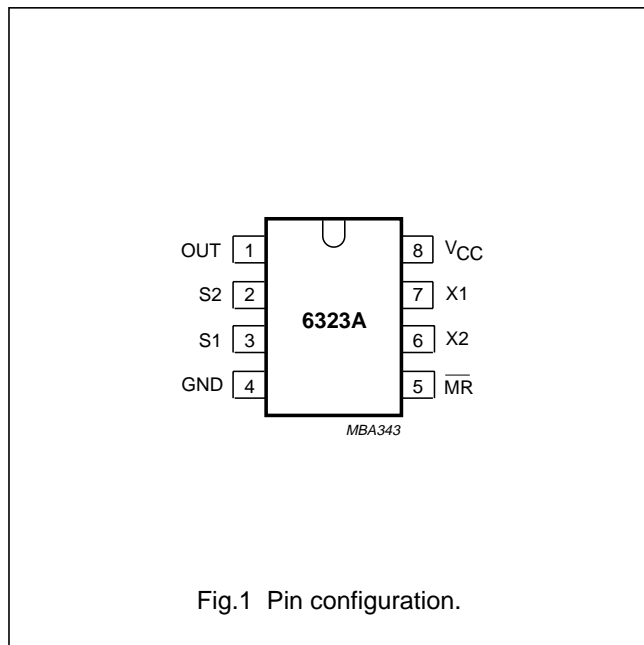 OUT 1 8 VCC
S2 2 7 X1
6323A
S1 3 6 X2
GND 4 5 M̅R̅
MBA343
Fig.1 Pin configuration.